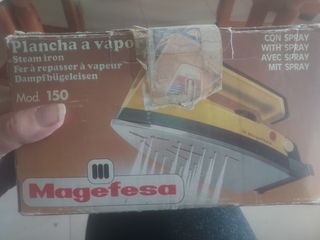 Plancha a vapo
Steam iron
Fer à repasser à vapeur
Dampfbügeleisen
Mod. 150
CON SPRAY
WITH SPRAY
AVEC SPRAY
MIT SPRAY
Magefesa